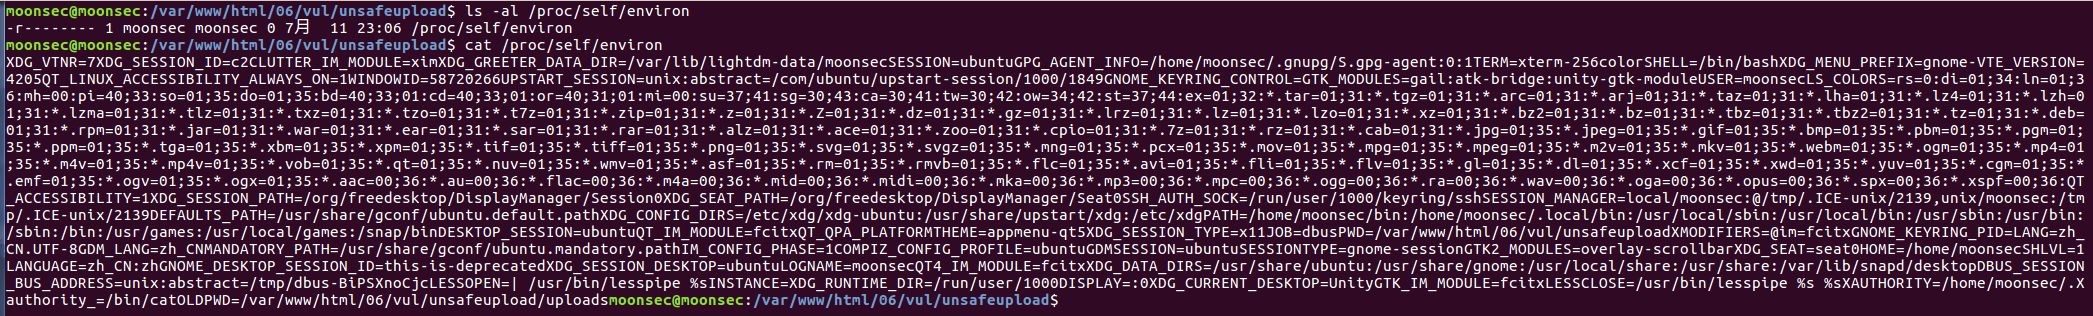 moonsec@moonsec:/var/www/html/06/vul/unsafeupload$ ls -al /proc/self/environ
-r-------- 1 moonsec moonsec 0 7月  11 23:06 /proc/self/environ
moonsec@moonsec:/var/www/html/06/vul/unsafeupload$ cat /proc/self/environ
XDG_VTNR=7XDG_SESSION_ID=c2CLUTTER_IM_MODULE=ximXDG_GREETER_DATA_DIR=/var/lib/lightdm-data/moonsecSESSION=ubuntuGPG_AGENT_INFO=/home/moonsec/.gnupg/S.gpg-agent:0:1TERM=xterm-256colorSHELL=/bin/bashXDG_MENU_PREFIX=gnome-VTE_VERSION=
4205QT_LINUX_ACCESSIBILITY_ALWAYS_ON=1WINDOWID=58720266UPSTART_SESSION=unix:abstract=/com/ubuntu/upstart-session/1000/1849GNOME_KEYRING_CONTROL=GTK_MODULES=gail:atk-bridge:unity-gtk-moduleUSER=moonsecLS_COLORS=rs=0:di=01;34:ln=01;3
6:mh=00:pi=40;33:so=01;35:do=01;35:bd=40;33;01:cd=40;33;01:or=40;31;01:mi=00:su=37;41:sg=30;43:ca=30;41:tw=30;42:ow=34;42:st=37;44:ex=01;32:*.tar=01;31:*.tgz=01;31:*.arc=01;31:*.arj=01;31:*.taz=01;31:*.lha=01;31:*.lz4=01;31:*.lzh=0
1;31:*.lzma=01;31:*.tlz=01;31:*.txz=01;31:*.tzo=01;31:*.t7z=01;31:*.zip=01;31:*.z=01;31:*.Z=01;31:*.dz=01;31:*.gz=01;31:*.lrz=01;31:*.lz=01;31:*.lzo=01;31:*.xz=01;31:*.bz2=01;31:*.bz=01;31:*.tbz=01;31:*.tbz2=01;31:*.tz=01;31:*.deb=
01;31:*.rpm=01;31:*.jar=01;31:*.war=01;31:*.ear=01;31:*.sar=01;31:*.rar=01;31:*.alz=01;31:*.ace=01;31:*.zoo=01;31:*.cpio=01;31:*.7z=01;31:*.rz=01;31:*.cab=01;31:*.jpg=01;35:*.jpeg=01;35:*.gif=01;35:*.bmp=01;35:*.pbm=01;35:*.pgm=01
;35:*.ppm=01;35:*.tga=01;35:*.xbm=01;35:*.xpm=01;35:*.tif=01;35:*.tiff=01;35:*.png=01;35:*.svg=01;35:*.svgz=01;35:*.mng=01;35:*.pcx=01;35:*.mov=01;35:*.mpg=01;35:*.mpeg=01;35:*.m2v=01;35:*.mkv=01;35:*.webm=01;35:*.ogm=01;35:*.mp4=01
;35:*.m4v=01;35:*.mp4v=01;35:*.vob=01;35:*.qt=01;35:*.nuv=01;35:*.wmv=01;35:*.asf=01;35:*.rm=01;35:*.rmvb=01;35:*.flc=01;35:*.avi=01;35:*.fli=01;35:*.flv=01;35:*.gl=01;35:*.dl=01;35:*.xcf=01;35:*.xwd=01;35:*.yuv=01;35:*.cgm=01;35:*
.emf=01;35:*.ogv=01;35:*.ogx=01;35:*.aac=00;36:*.au=00;36:*.flac=00;36:*.m4a=00;36:*.mid=00;36:*.midi=00;36:*.mka=00;36:*.mp3=00;36:*.mpc=00;36:*.ogg=00;36:*.ra=00;36:*.wav=00;36:*.oga=00;36:*.opus=00;36:*.spx=00;36:*.xspf=00;36:QT
_ACCESSIBILITY=1XDG_SESSION_PATH=/org/freedesktop/DisplayManager/Session0XDG_SEAT_PATH=/org/freedesktop/DisplayManager/Seat0SSH_AUTH_SOCK=/run/user/1000/keyring/sshSESSION_MANAGER=local/moonsec:@/tmp/.ICE-unix/2139,unix/moonsec:/tm
p/.ICE-unix/2139DEFAULTS_PATH=/usr/share/gconf/ubuntu.default.pathXDG_CONFIG_DIRS=/etc/xdg/xdg-ubuntu:/usr/share/upstart/xdg:/etc/xdgPATH=/home/moonsec/bin:/home/moonsec/.local/bin:/usr/local/sbin:/usr/local/bin:/usr/sbin:/usr/bin:
/sbin:/bin:/usr/games:/usr/local/games:/snap/binDESKTOP_SESSION=ubuntuQT_IM_MODULE=fcitxQT_QPA_PLATFORMTHEME=appmenu-qt5XDG_SESSION_TYPE=x11JOB=dbusPWD=/var/www/html/06/vul/unsafeuploadXMODIFIERS=@im=fcitxGNOME_KEYRING_PID=LANG=zh_
CN.UTF-8GDM_LANG=zh_CNMANDATORY_PATH=/usr/share/gconf/ubuntu.mandatory.pathIM_CONFIG_PHASE=1COMPIZ_CONFIG_PROFILE=ubuntuGDMSESSION=ubuntuSESSIONTYPE=gnome-sessionGTK2_MODULES=overlay-scrollbarXDG_SEAT=seat0HOME=/home/moonsecSHLVL=1
LANGUAGE=zh_CN:zhGNOME_DESKTOP_SESSION_ID=this-is-deprecatedXDG_SESSION_DESKTOP=ubuntuLOGNAME=moonsecQT4_IM_MODULE=fcitxXDG_DATA_DIRS=/usr/share/ubuntu:/usr/share/gnome:/usr/local/share:/usr/share:/var/lib/snapd/desktopDBUS_SESSION
_BUS_ADDRESS=unix:abstract=/tmp/dbus-BiPSXnoCjcLESSOPEN=| /usr/bin/lesspipe %sINSTANCE=XDG_RUNTIME_DIR=/run/user/1000DISPLAY=:0XDG_CURRENT_DESKTOP=UnityGTK_IM_MODULE=fcitxLESSCLOSE=/usr/bin/lesspipe %s %sXAUTHORITY=/home/moonsec/.X
authority_=/bin/catOLDPWD=/var/www/html/06/vul/unsafeupload/uploadsmoonsec@moonsec:/var/www/html/06/vul/unsafeupload$